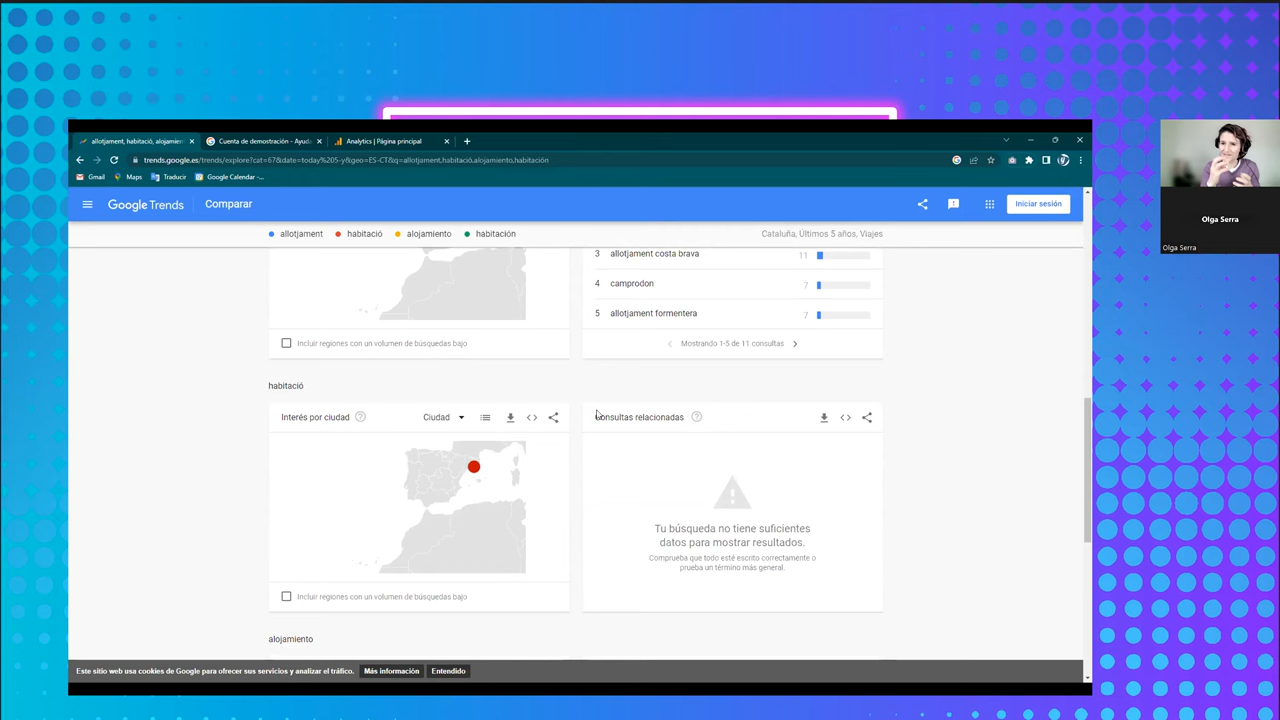 allotjament, habitació, alojamien
Cuenta de demostración - Ayuda
Analytics | Página principal
trends.google.es/trends/explore?cat=67&date=today%205-y&geo=ES-CT&q=allotjament,habitació,alojamiento,habitación
Gmail
Maps
Traducir
Google Calendar -...
Google Trends
Comparar
Iniciar sesión
allotjament
habitació
alojamiento
habitación
Cataluña, Últimos 5 años, Viajes
3 allotjament costa brava 11
4 camprodon 7
5 allotjament formentera 7
Incluir regiones con un volumen de búsquedas bajo
Mostrando 1-5 de 11 consultas
habitació
Interés por ciudad
Ciudad
Consultas relacionadas
Tu búsqueda no tiene suficientes
datos para mostrar resultados.
Comprueba que todo esté escrito correctamente o
prueba un término más general.
Incluir regiones con un volumen de búsquedas bajo
alojamiento
Este sitio web usa cookies de Google para ofrecer sus servicios y analizar el tráfico.
Más información
Entendido
Olga Serra
Olga Serra